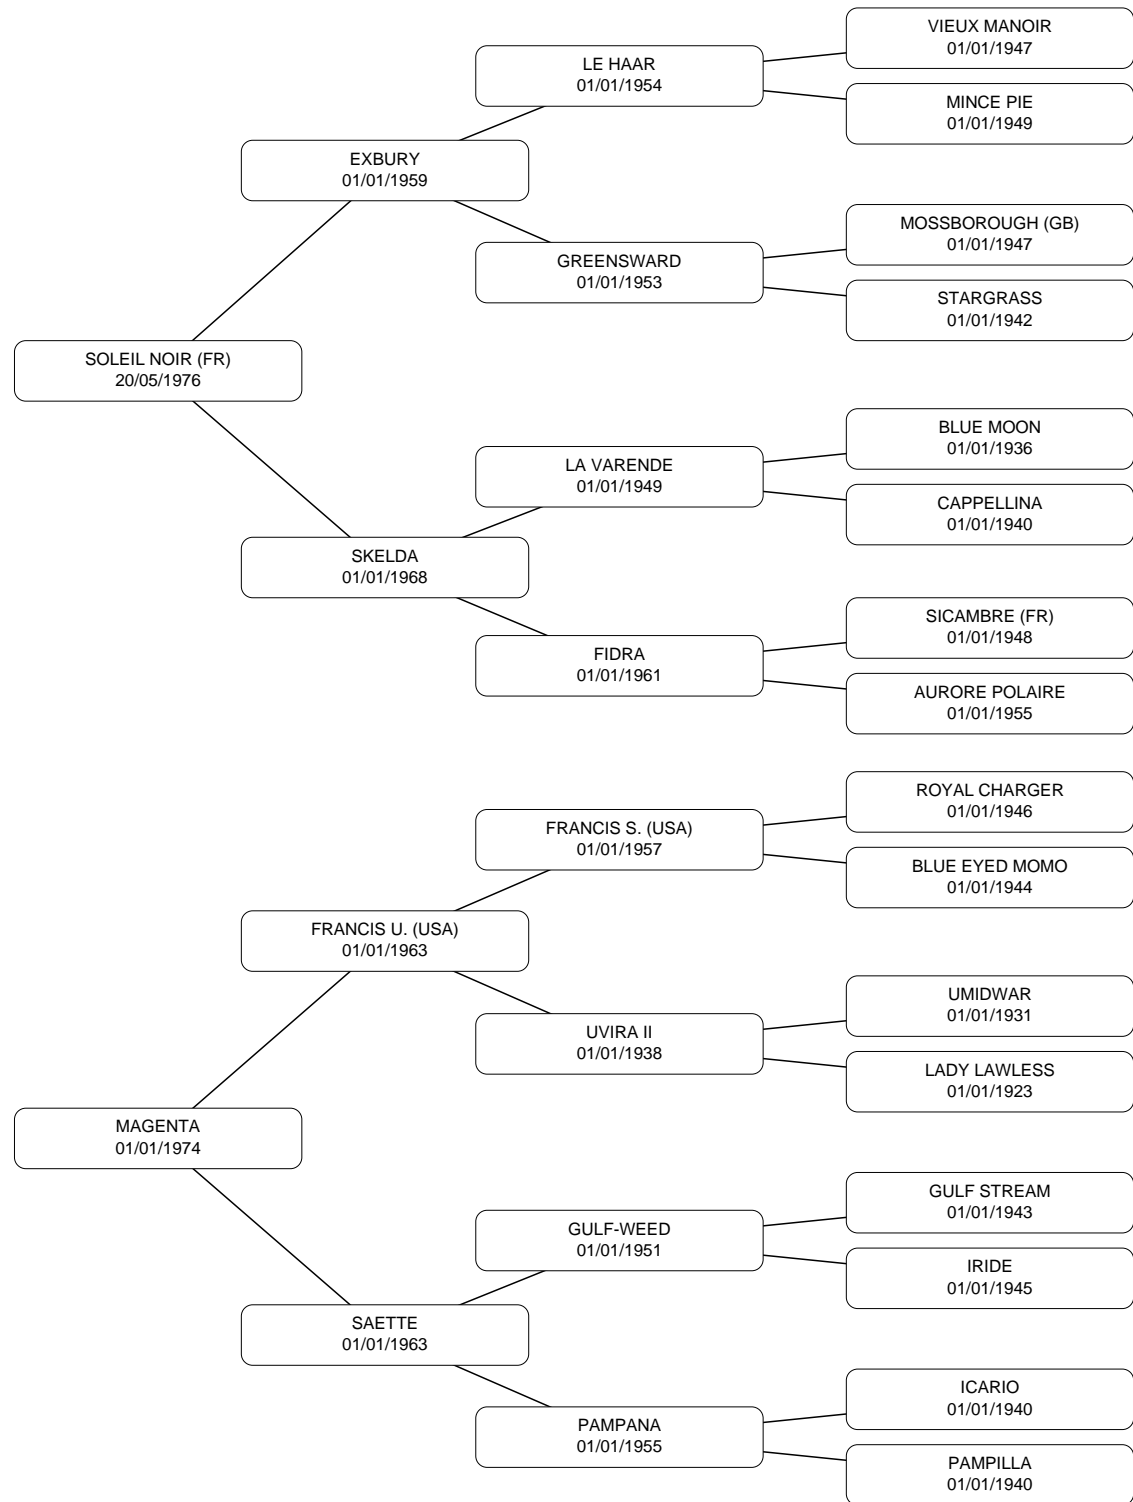 VIEUX MANOIR
01/01/1947
LE HAAR
01/01/1954
MINCE PIE
01/01/1949
EXBURY
01/01/1959
MOSSBOROUGH (GB)
01/01/1947
GREENSWARD
01/01/1953
STARGRASS
01/01/1942
SOLEIL NOIR (FR)
20/05/1976
BLUE MOON
01/01/1936
LA VARENDE
01/01/1949
CAPPELLINA
01/01/1940
SKELDA
01/01/1968
SICAMBRE (FR)
01/01/1948
FIDRA
01/01/1961
AURORE POLAIRE
01/01/1955
ROYAL CHARGER
01/01/1946
FRANCIS S. (USA)
01/01/1957
BLUE EYED MOMO
01/01/1944
FRANCIS U. (USA)
01/01/1963
UMIDWAR
01/01/1931
UVIRA II
01/01/1938
LADY LAWLESS
01/01/1923
MAGENTA
01/01/1974
GULF STREAM
01/01/1943
GULF-WEED
01/01/1951
IRIDE
01/01/1945
SAETTE
01/01/1963
ICARIO
01/01/1940
PAMPANA
01/01/1955
PAMPILLA
01/01/1940